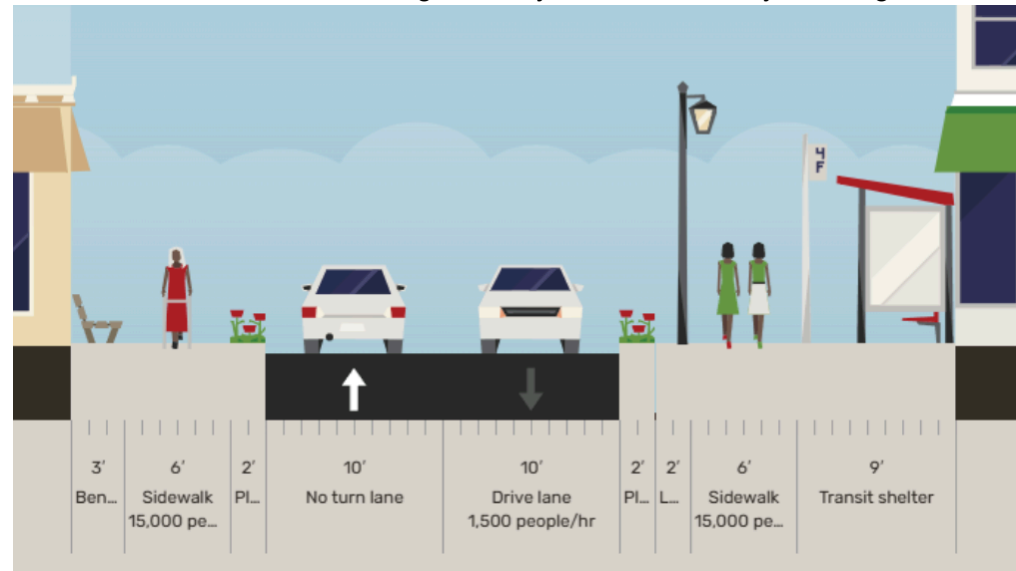 4
F
3′
Ben...
6′
Sidewalk
15,000 pe...
2′
Pl...
10′
No turn lane
10′
Drive lane
1,500 people/hr
2′
Pl...
2′
L...
6′
Sidewalk
15,000 pe...
9′
Transit shelter